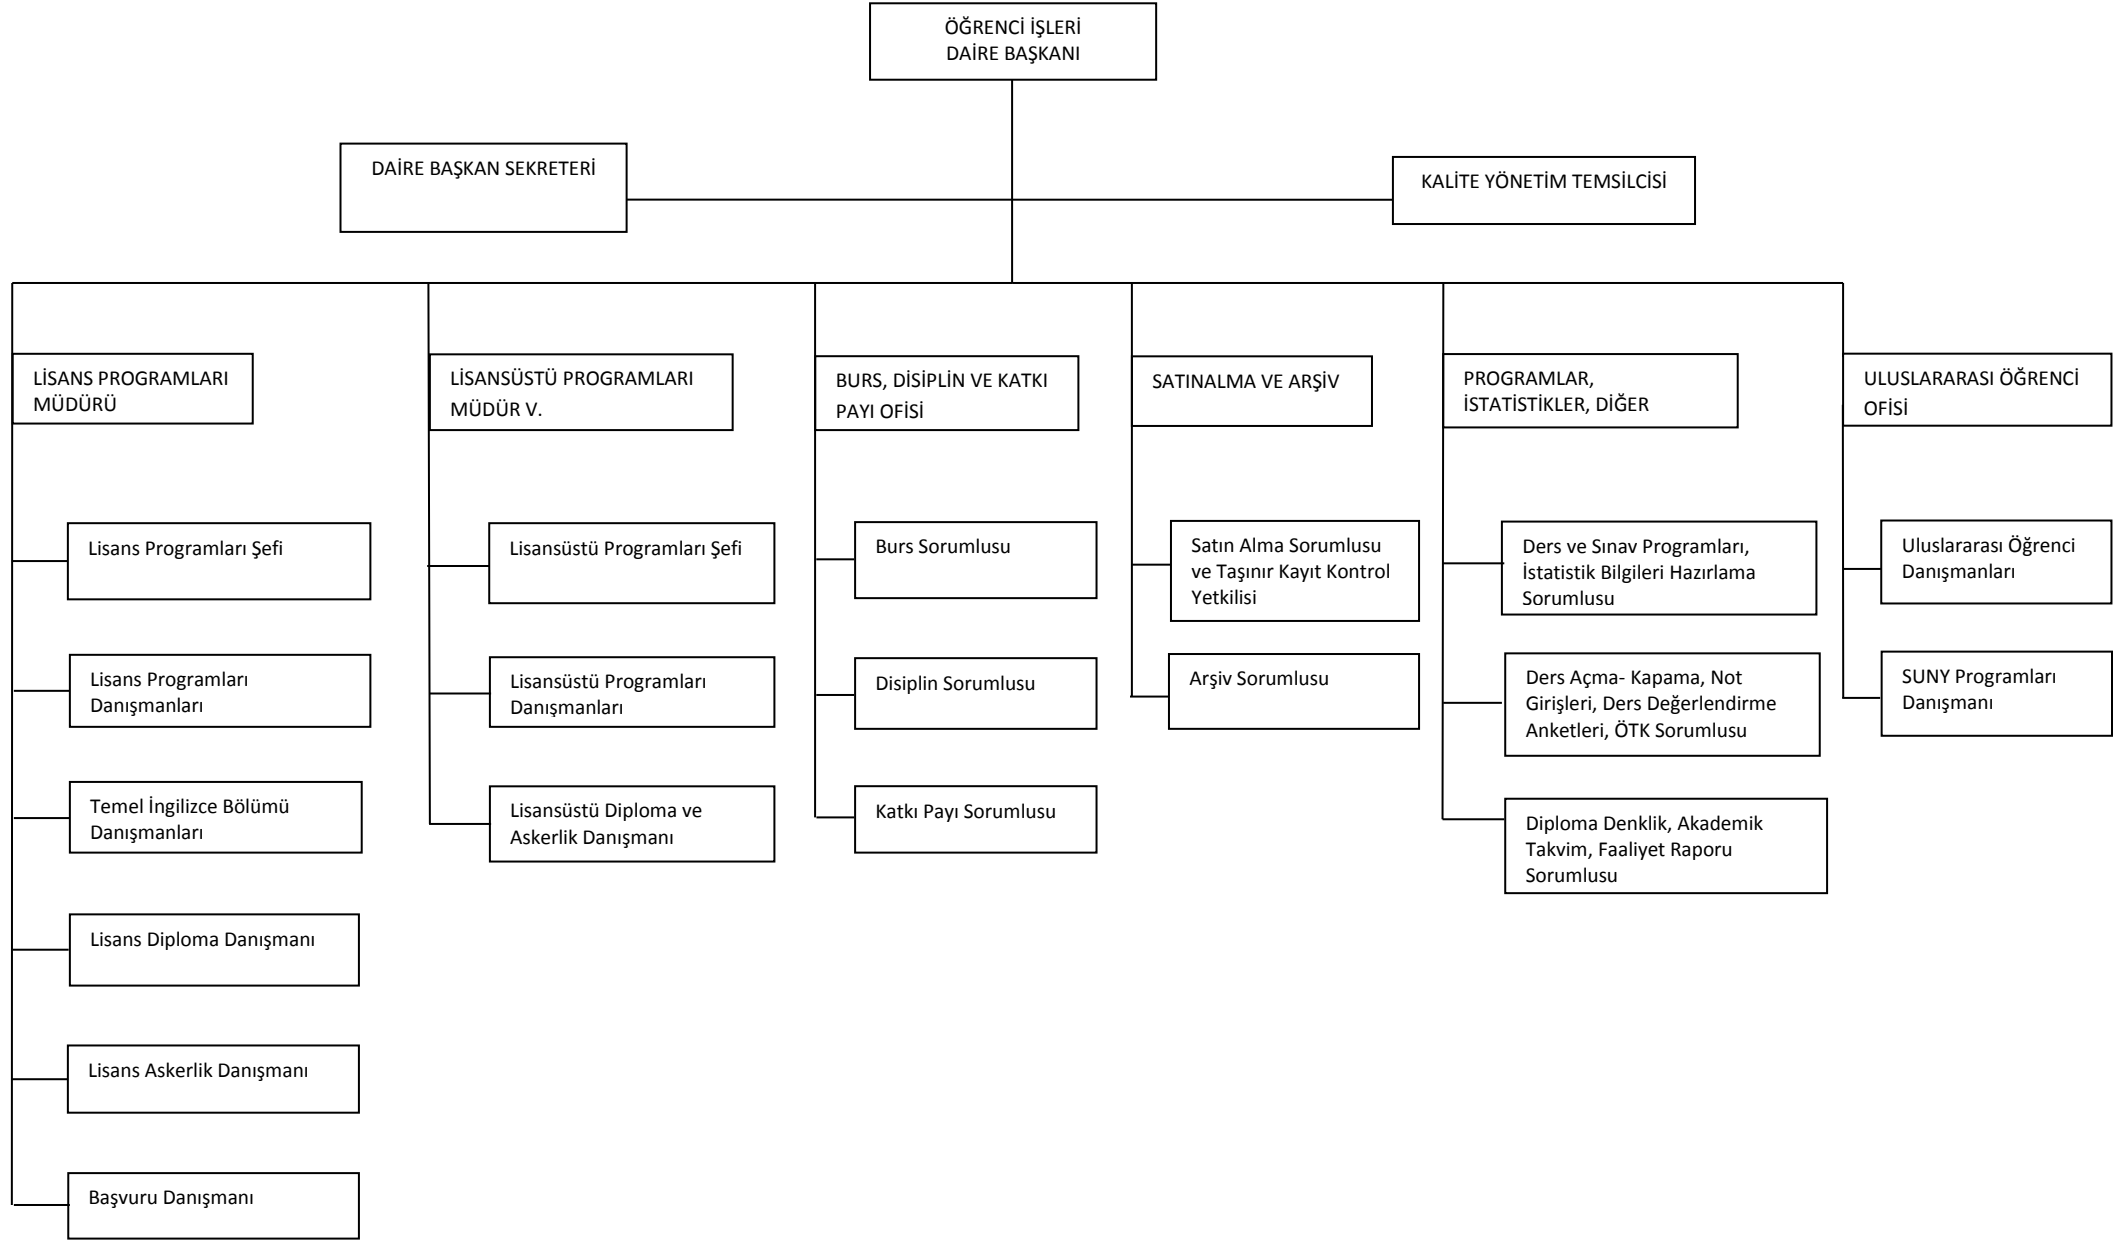 ÖĞRENCİ İŞLERİ
DAİRE BAŞKANI
DAİRE BAŞKAN SEKRETERİ
KALİTE YÖNETİM TEMSİLCİSİ
LİSANS PROGRAMLARI
MÜDÜRÜ
Lisans Programları Şefi
Lisans Programları
Danışmanları
Temel İngilizce Bölümü
Danışmanları
Lisans Diploma Danışmanı
Lisans Askerlik Danışmanı
Başvuru Danışmanı
LİSANSÜSTÜ PROGRAMLARI
MÜDÜR V.
Lisansüstü Programları Şefi
Lisansüstü Programları
Danışmanları
Lisansüstü Diploma ve
Askerlik Danışmanı
BURS, DİSİPLİN VE KATKI
PAYI OFİSİ
Burs Sorumlusu
Disiplin Sorumlusu
Katkı Payı Sorumlusu
SATINALMA VE ARŞİV
Satın Alma Sorumlusu
ve Taşınır Kayıt Kontrol
Yetkilisi
Arşiv Sorumlusu
PROGRAMLAR,
İSTATİSTİKLER, DİĞER
Ders ve Sınav Programları,
İstatistik Bilgileri Hazırlama
Sorumlusu
Ders Açma- Kapama, Not
Girişleri, Ders Değerlendirme
Anketleri, ÖTK Sorumlusu
Diploma Denklik, Akademik
Takvim, Faaliyet Raporu
Sorumlusu
ULUSLARARASI ÖĞRENCİ
OFİSİ
Uluslararası Öğrenci
Danışmanları
SUNY Programları
Danışmanı